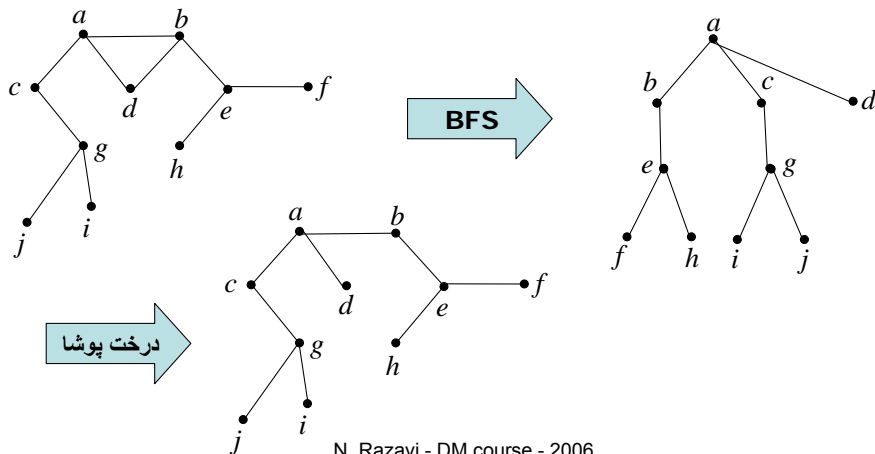 a b
c d e f
g h
j i
BFS
a
b c d
e g
f h i j
درخت پوشا
a b
c d e f
g h
j i
N. Razavi - DM course - 2006